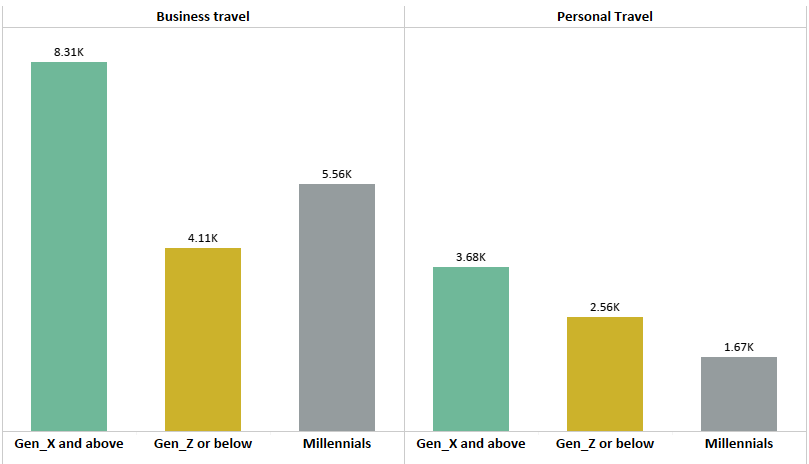 Business travel
Personal Travel
8.31K
4.11K
5.56K
3.68K
2.56K
1.67K
Gen_X and above
Gen_Z or below
Millennials
Gen_X and above
Gen_Z or below
Millennials